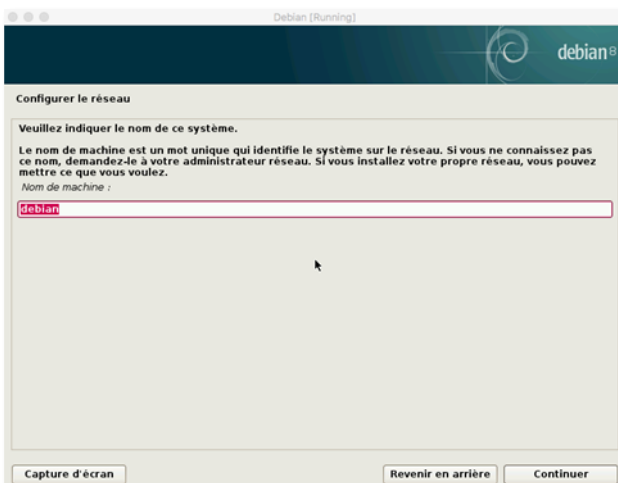 Debian [Running]
debian 8
Configurer le réseau
Veuillez indiquer le nom de ce système.
Le nom de machine est un mot unique qui identifie le système sur le réseau. Si vous ne connaissez pas
ce nom, demandez-le à votre administrateur réseau. Si vous installez votre propre réseau, vous pouvez
mettre ce que vous voulez.
Nom de machine :
debian
Capture d'écran
Revenir en arrière
Continuer